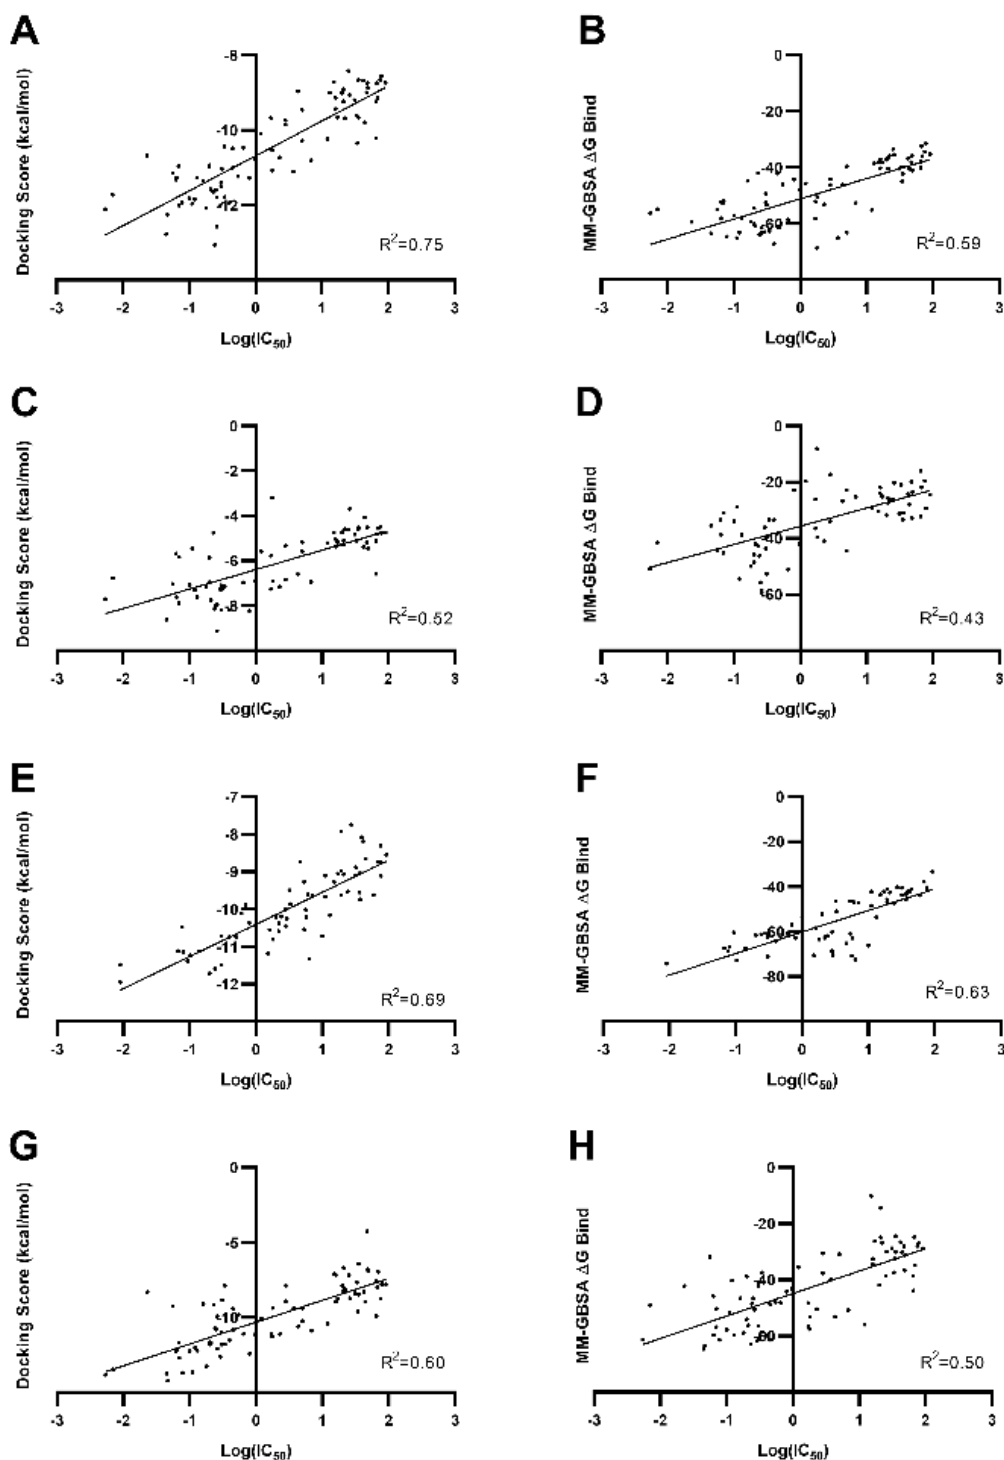 A
Docking Score (kcal/mol)
-8
-10
-12
R²=0.75
-3 -2 -1 0 1 2 3
Log(IC₅₀)
B
MM-GBSA ΔG Bind
0
-20
-40
-60
-80
R²=0.59
-3 -2 -1 0 1 2 3
Log(IC₅₀)
C
Docking Score (kcal/mol)
0
-2
-4
-6
-8
R²=0.52
-3 -2 -1 0 1 2 3
Log(IC₅₀)
D
MM-GBSA ΔG Bind
0
-20
-40
-60
R²=0.43
-3 -2 -1 0 1 2 3
Log(IC₅₀)
E
Docking Score (kcal/mol)
-7
-8
-9
-10
-11
-12
R²=0.69
-3 -2 -1 0 1 2 3
Log(IC₅₀)
F
MM-GBSA ΔG Bind
0
-20
-40
-60
-80
R²=0.63
-3 -2 -1 0 1 2 3
Log(IC₅₀)
G
Docking Score (kcal/mol)
0
-5
-10
R²=0.60
-3 -2 -1 0 1 2 3
Log(IC₅₀)
H
MM-GBSA ΔG Bind
0
-20
-40
-60
R²=0.50
-3 -2 -1 0 1 2 3
Log(IC₅₀)